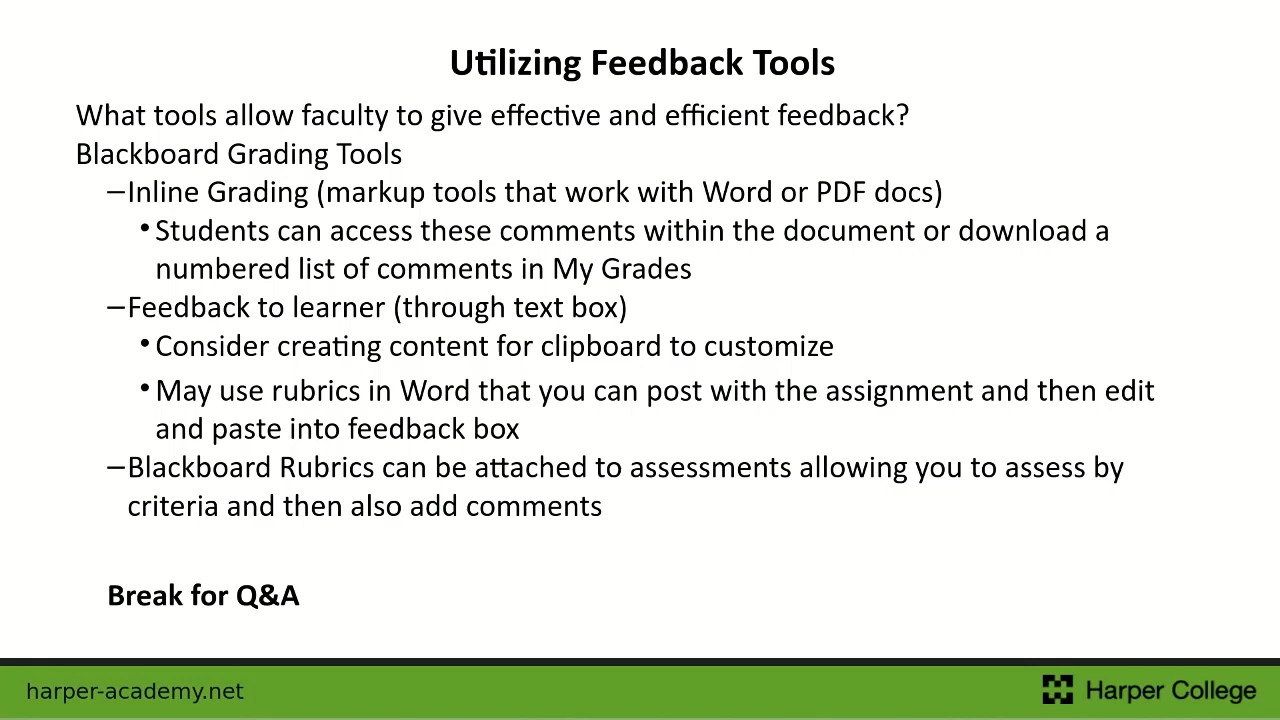 Utilizing Feedback Tools
What tools allow faculty to give effective and efficient feedback?
Blackboard Grading Tools
–Inline Grading (markup tools that work with Word or PDF docs)
•Students can access these comments within the document or download a
numbered list of comments in My Grades
–Feedback to learner (through text box)
•Consider creating content for clipboard to customize
•May use rubrics in Word that you can post with the assignment and then edit
and paste into feedback box
–Blackboard Rubrics can be attached to assessments allowing you to assess by
criteria and then also add comments
Break for Q&A
harper-academy.net
Harper College